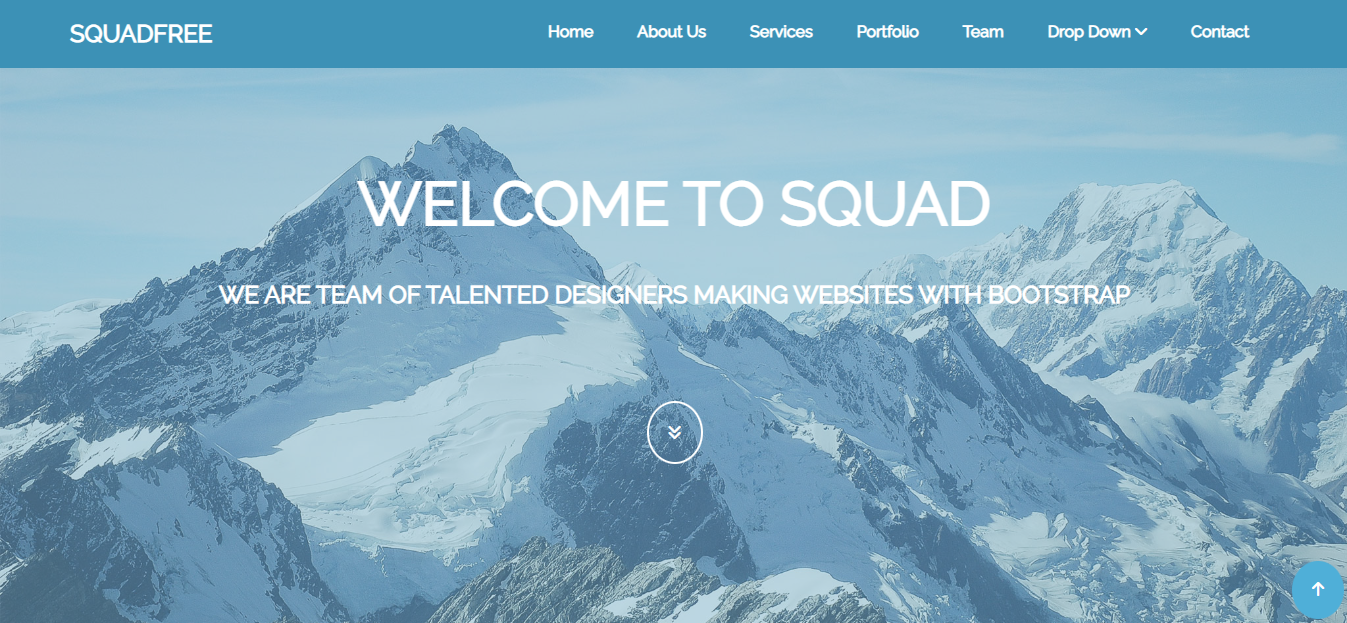 SQUADFREE
Home About Us Services Portfolio Team Drop Down Contact
WELCOME TO SQUAD
WE ARE TEAM OF TALENTED DESIGNERS MAKING WEBSITES WITH BOOTSTRAP